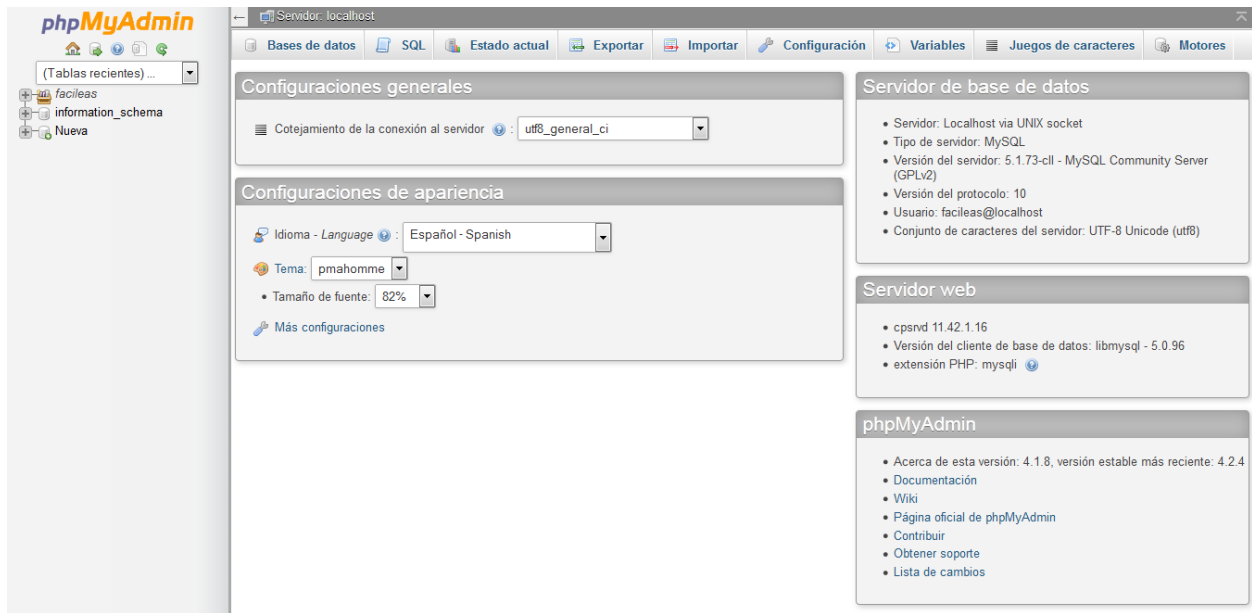 phpMyAdmin
(Tablas recientes) ...
facileas
information_schema
Nueva
Servidor: localhost
Bases de datos SQL Estado actual Exportar Importar Configuración Variables Juegos de caracteres Motores
Configuraciones generales
Cotejamiento de la conexión al servidor : utf8_general_ci
Configuraciones de apariencia
Idioma - Language : Español - Spanish
Tema: pmahomme
Tamaño de fuente: 82%
Más configuraciones
Servidor de base de datos
Servidor: Localhost via UNIX socket
Tipo de servidor: MySQL
Versión del servidor: 5.1.73-cll - MySQL Community Server
(GPLv2)
Versión del protocolo: 10
Usuario: facileas@localhost
Conjunto de caracteres del servidor: UTF-8 Unicode (utf8)
Servidor web
cpsrvd 11.42.1.16
Versión del cliente de base de datos: libmysql - 5.0.96
extensión PHP: mysqli
phpMyAdmin
Acerca de esta versión: 4.1.8, versión estable más reciente: 4.2.4
Documentación
Wiki
Página oficial de phpMyAdmin
Contribuir
Obtener soporte
Lista de cambios